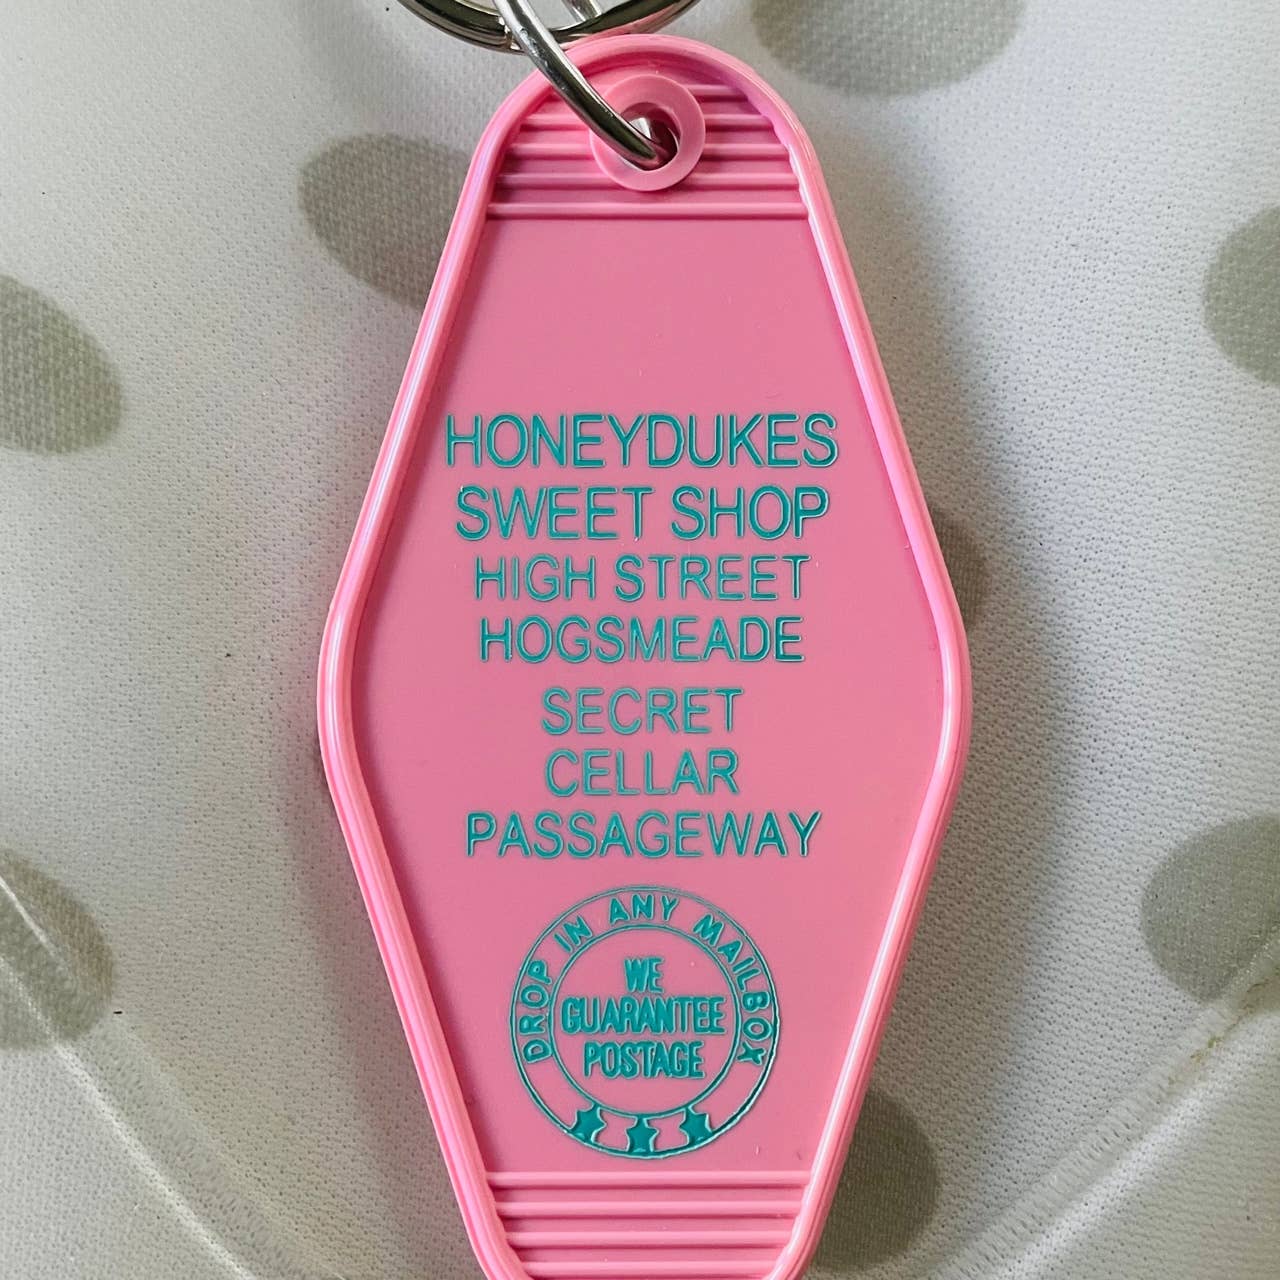 HONEYDUKES
SWEET SHOP
HIGH STREET
HOGSMEADE
SECRET
CELLAR
PASSAGEWAY
DROP IN ANY MAILBOX
WE
GUARANTEE
POSTAGE